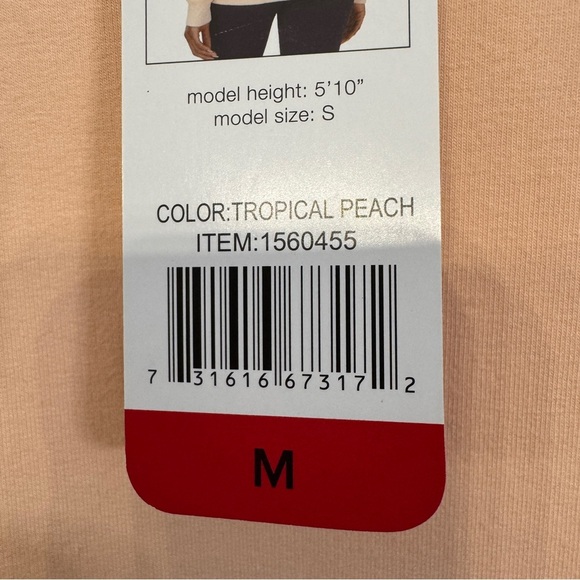 model height: 5'10"
model size: S
COLOR:TROPICAL PEACH
ITEM:1560455
7 31616 67317 2
M